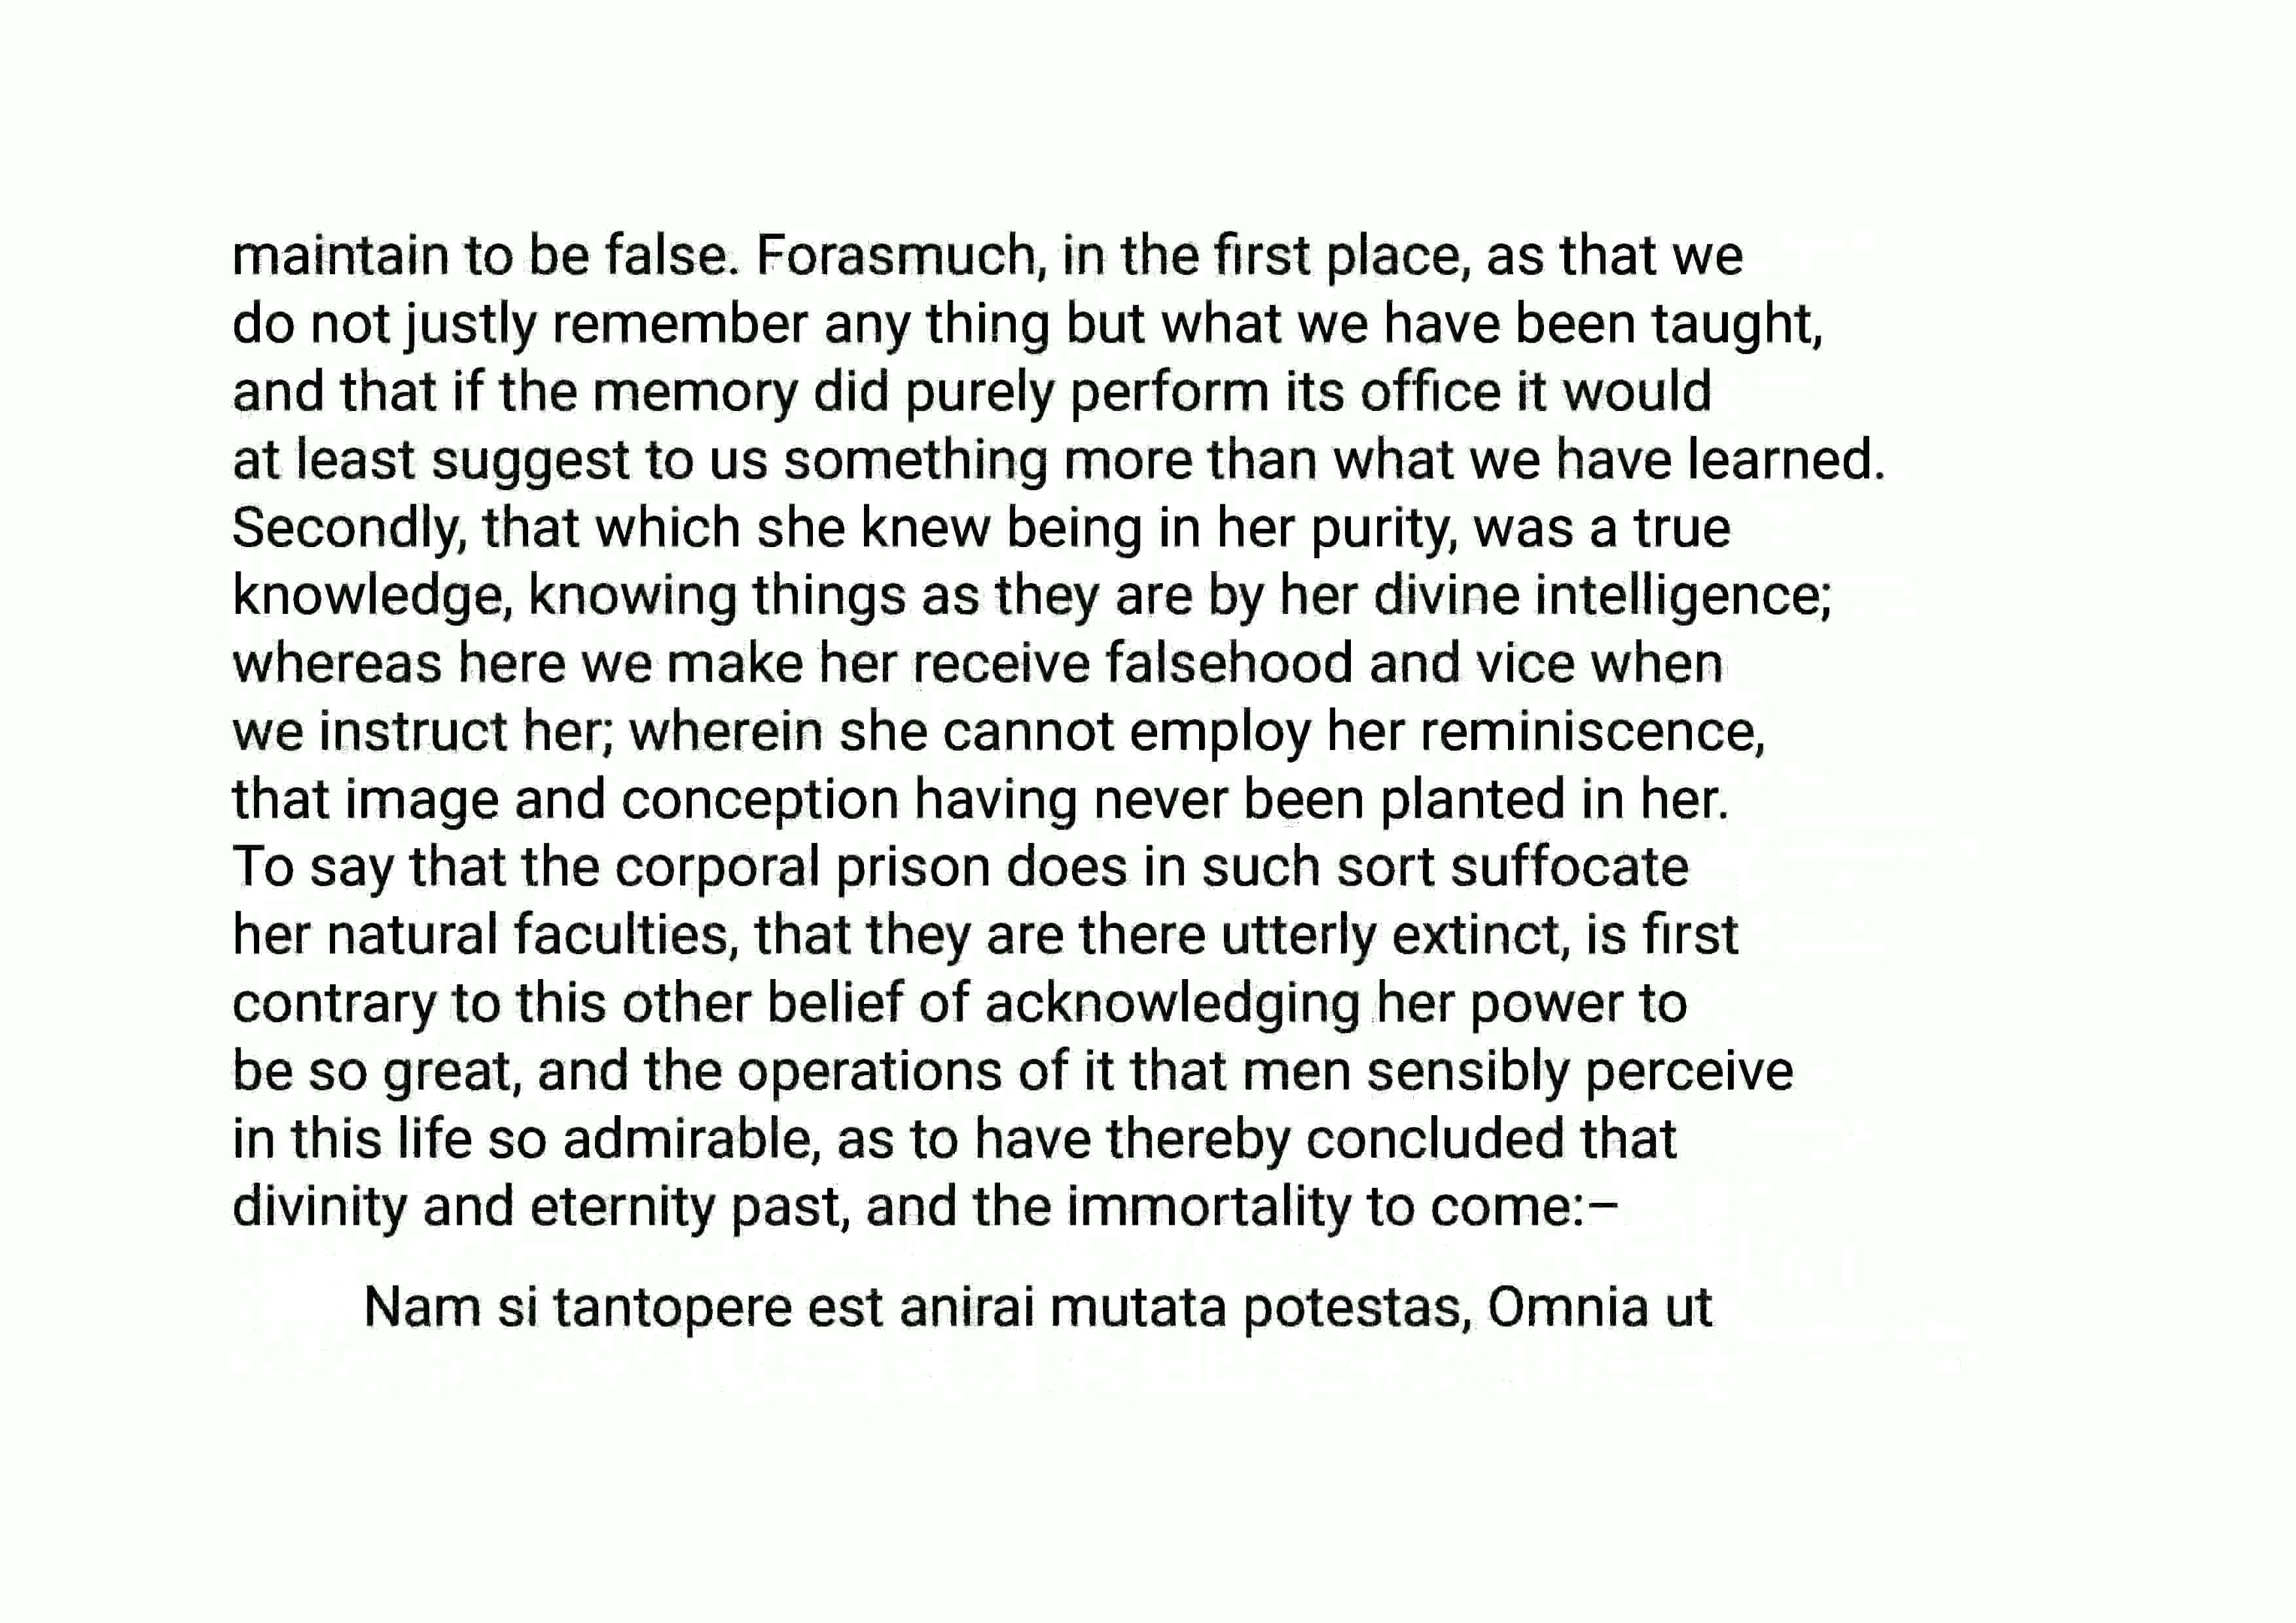 maintain to be false. Forasmuch, in the first place, as that we
do not justly remember any thing but what we have been taught,
and that if the memory did purely perform its office it would
at least suggest to us something more than what we have learned.
Secondly, that which she knew being in her purity, was a true
knowledge, knowing things as they are by her divine intelligence;
whereas here we make her receive falsehood and vice when
we instruct her; wherein she cannot employ her reminiscence,
that image and conception having never been planted in her.
To say that the corporal prison does in such sort suffocate
her natural faculties, that they are there utterly extinct, is first
contrary to this other belief of acknowledging her power to
be so great, and the operations of it that men sensibly perceive
in this life so admirable, as to have thereby concluded that
divinity and eternity past, and the immortality to come:–
Nam si tantopere est anirai mutata potestas, Omnia ut